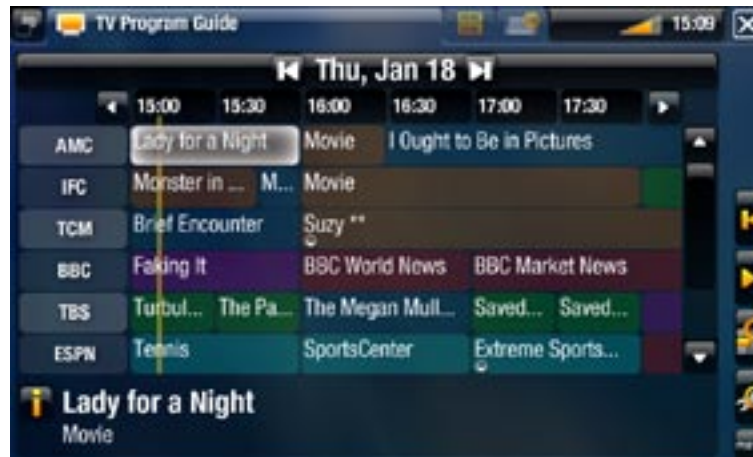 TV Program Guide 15:09
Thu, Jan 18
15:00 15:30 16:00 16:30 17:00 17:30
AMC Lady for a Night Movie I Ought to Be in Pictures
IFC Monster in ... M... Movie
TCM Brief Encounter Suzy **
BBC Faking It BBC World News BBC Market News
TBS Turbul... The Pa... The Megan Mull... Saved... Saved...
ESPN Tennis SportsCenter Extreme Sports...
Lady for a Night
Movie